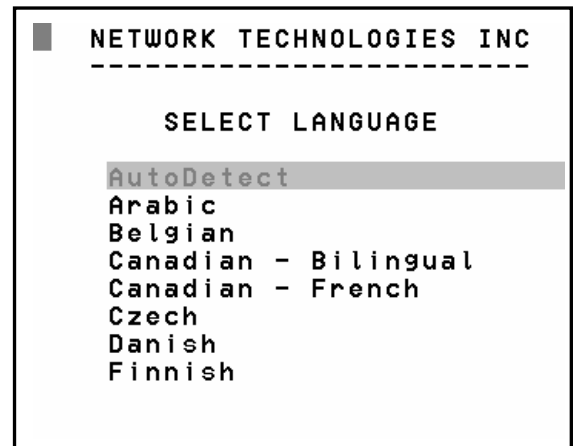 NETWORK TECHNOLOGIES INC
------------------------
SELECT LANGUAGE
AutoDetect
Arabic
Belgian
Canadian - Bilingual
Canadian - French
Czech
Danish
Finnish